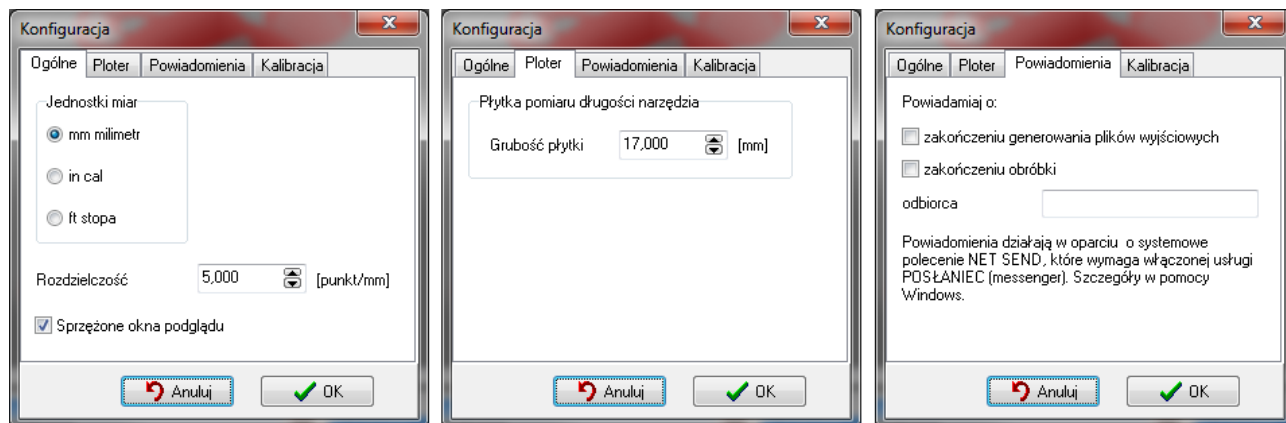 Konfiguracja
Ogólne Ploter Powiadomienia Kalibracja
Jednostki miar
mm milimetr
in cal
ft stopa
Rozdzielczość 5,000 [punkt/mm]
Sprzężone okna podglądu
Anuluj OK
Konfiguracja
Ogólne Ploter Powiadomienia Kalibracja
Płytka pomiaru długości narzędzia
Grubość płytki 17,000 [mm]
Anuluj OK
Konfiguracja
Ogólne Ploter Powiadomienia Kalibracja
Powiadamiaj o:
zakończeniu generowania plików wyjściowych
zakończeniu obróbki
odbiorca
Powiadomienia działają w oparciu o systemowe
polecenie NET SEND, które wymaga włączonej usługi
POSŁANIEC (messenger). Szczegóły w pomocy
Windows.
Anuluj OK